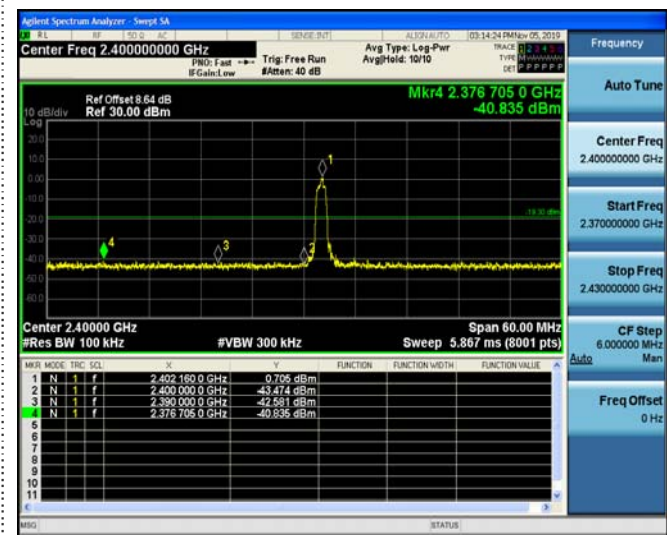 Agilent Spectrum Analyzer - Swept SA
RL RF 50 Ω AC SENSE:INT ALIGN AUTO 03:14:24 PM Nov 05, 2019
Center Freq 2.400000000 GHz
PNO: Fast
IFGain:Low
Trig: Free Run
#Atten: 40 dB
Avg Type: Log-Pwr
Avg|Hold: 10/10
TRACE 1 2 3 4 5 6
TYPE M
DET P P P P P P
Ref Offset 8.64 dB
10 dB/div Ref 30.00 dBm
Log
Mkr4 2.376 705 0 GHz
-40.835 dBm
20.0
10.0
0.00
-10.0
-20.0
-30.0
-40.0
-50.0
-60.0
-19.30 dBm
1
2
3
4
Center 2.40000 GHz Span 60.00 MHz
#Res BW 100 kHz #VBW 300 kHz Sweep 5.867 ms (8001 pts)
MKR MODE TRC SCL X Y FUNCTION FUNCTION WIDTH FUNCTION VALUE
1 N 1 f 2.402 160 0 GHz 0.705 dBm
2 N 1 f 2.400 000 0 GHz -43.474 dBm
3 N 1 f 2.390 000 0 GHz -42.581 dBm
4 N 1 f 2.376 705 0 GHz -40.835 dBm
5
6
7
8
9
10
11
MSG STATUS
Frequency
Auto Tune
Center Freq
2.400000000 GHz
Start Freq
2.370000000 GHz
Stop Freq
2.430000000 GHz
CF Step
6.000000 MHz
Auto Man
Freq Offset
0 Hz